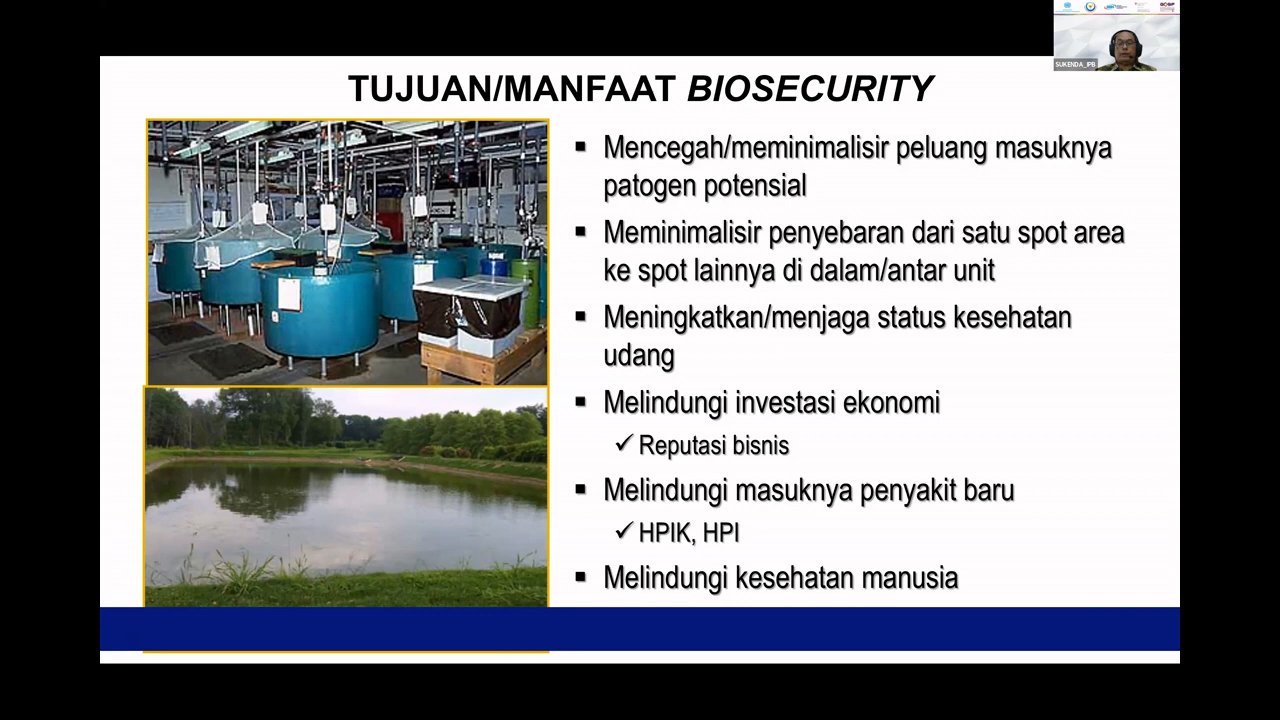 SUKENDA_IPB
TUJUAN/MANFAAT BIOSECURITY
▪ Mencegah/meminimalisir peluang masuknya
patogen potensial
▪ Meminimalisir penyebaran dari satu spot area
ke spot lainnya di dalam/antar unit
▪ Meningkatkan/menjaga status kesehatan
udang
▪ Melindungi investasi ekonomi
✓ Reputasi bisnis
▪ Melindungi masuknya penyakit baru
✓ HPIK, HPI
▪ Melindungi kesehatan manusia